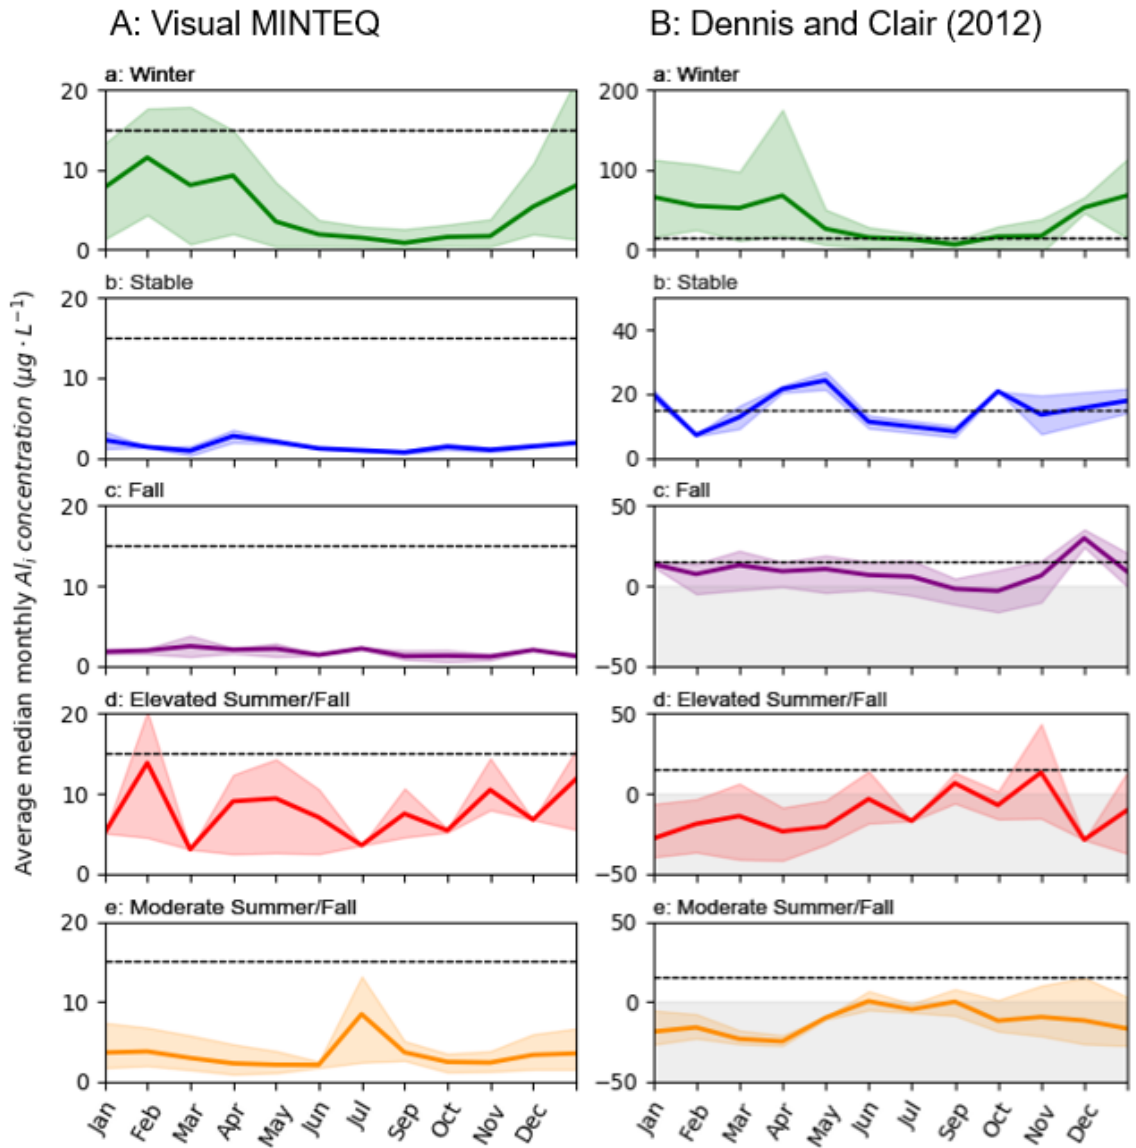 A: Visual MINTEQ
B: Dennis and Clair (2012)
Average median monthly Al_i concentration (μg · L⁻¹)
a: Winter
20
10
0
b: Stable
20
10
0
c: Fall
20
10
0
d: Elevated Summer/Fall
20
10
0
e: Moderate Summer/Fall
20
10
0
Jan Feb Mar Apr May Jun Jul Sep Oct Nov Dec
a: Winter
200
100
0
b: Stable
40
20
0
c: Fall
50
0
−50
d: Elevated Summer/Fall
50
0
−50
e: Moderate Summer/Fall
50
0
−50
Jan Feb Mar Apr May Jun Jul Sep Oct Nov Dec